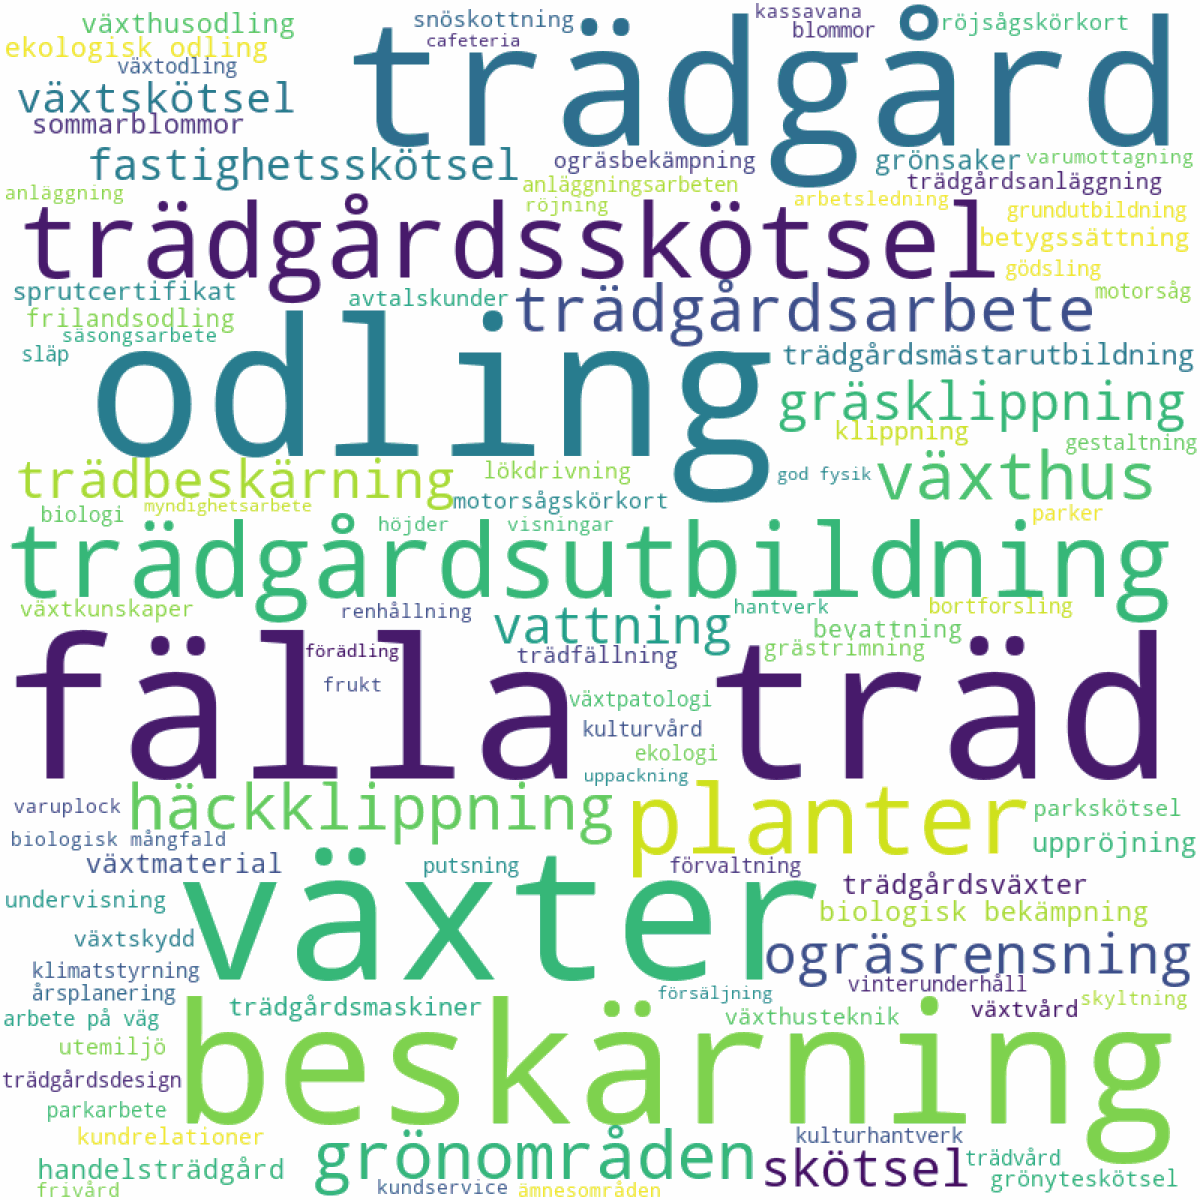 växthusodling
snöskottning
kassavana
röjsågskörkort
ekologisk odling
cafeteria
blommor
trädgård
växtodling
växtskötsel
sommarblommor
fastighetsskötsel
ogräsbekämpning
grönsaker
varumottagning
anläggning
anläggningsarbeten
trädgårdsanläggning
röjning
arbetsledning
grundutbildning
trädgårdsskötsel
betygssättning
gödsling
sprutcertifikat
avtalskunder
trädgårdsarbete
motorsåg
frilandsodling
säsongsarbete
släp
odling
trädgårdsmästarutbildning
gräsklippning
klippning
gestaltning
trädbeskärning
lökdrivning
god fysik
växthus
motorsågskörkort
biologi
myndighetsarbete
höjder
visningar
parker
trädgårdsutbildning
växtkunskaper
renhållning
vattning
hantverk
bortforsling
bevattning
fälla träd
förädling
trädfällning
grästrimning
frukt
växtpatologi
kulturvård
ekologi
uppackning
varuplock
häckklippning
planter
parkskötsel
biologisk mångfald
uppröjning
växtmaterial
putsning
förvaltning
växter
trädgårdsväxter
undervisning
biologisk bekämpning
växtskydd
ogräsrensning
klimatstyrning
vinterunderhåll
årsplanering
försäljning
skyltning
arbete på väg
trädgårdsmaskiner
växthusteknik
växtvård
utemiljö
beskärning
trädgårdsdesign
parkarbete
kundrelationer
grönområden
kulturhantverk
handelsträdgård
skötsel
trädvård
grönyteskötsel
frivård
kundservice
ämnesområden